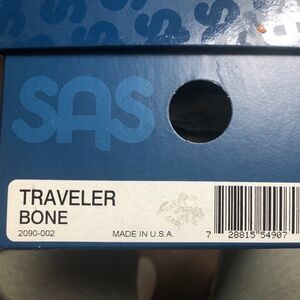 SAS
TRAVELER
BONE
2090-002
MADE IN U.S.A.
7 28815 54907